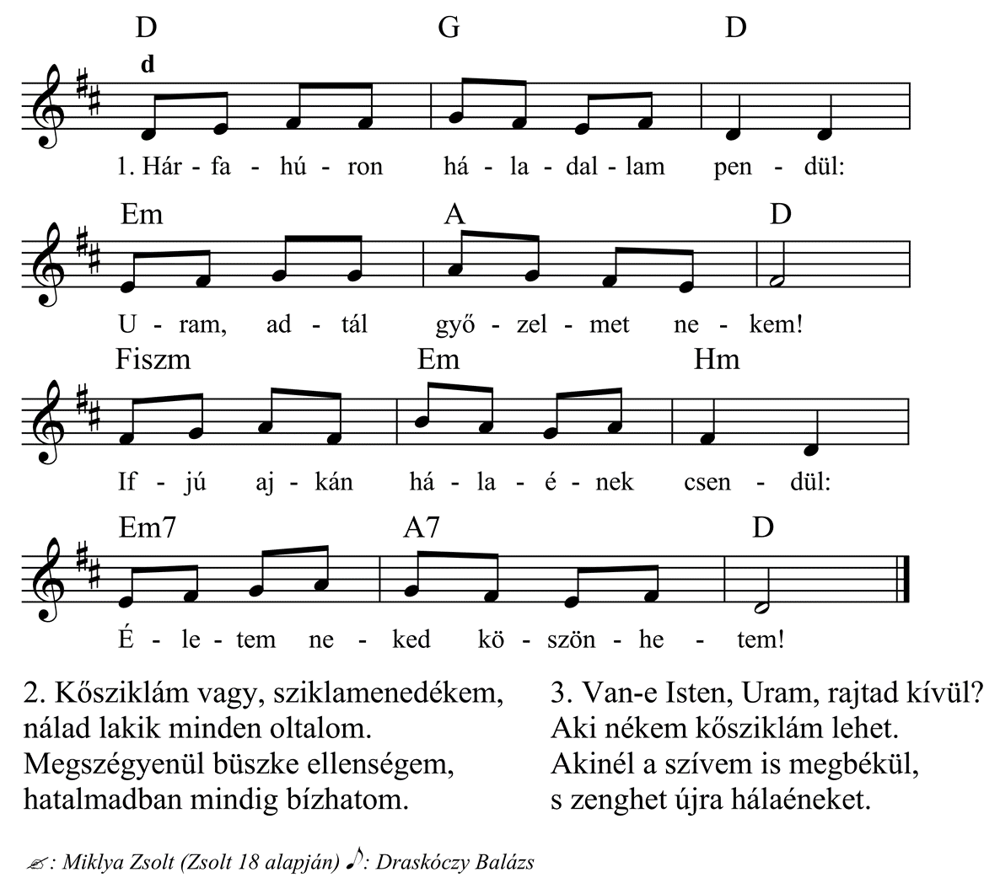 D G D
d
1. Hár - fa - hú - ron há - la - dal - lam pen - dül:
Em A D
U - ram, ad - tál győ - zel - met ne - kem!
Fiszm Em Hm
If - jú aj - kán há - la - é - nek csen - dül:
Em7 A7 D
É - le - tem ne - ked kö - szön - he - tem!
2. Kősziklám vagy, sziklamenedékem,
nálad lakik minden oltalom.
Megszégyenül büszke ellenségem,
hatalmadban mindig bízhatom.
3. Van-e Isten, Uram, rajtad kívül?
Aki nékem kősziklám lehet.
Akinél a szívem is megbékül,
s zenghet újra hálaéneket.
✍: Miklya Zsolt (Zsolt 18 alapján) ♪: Draskóczy Balázs